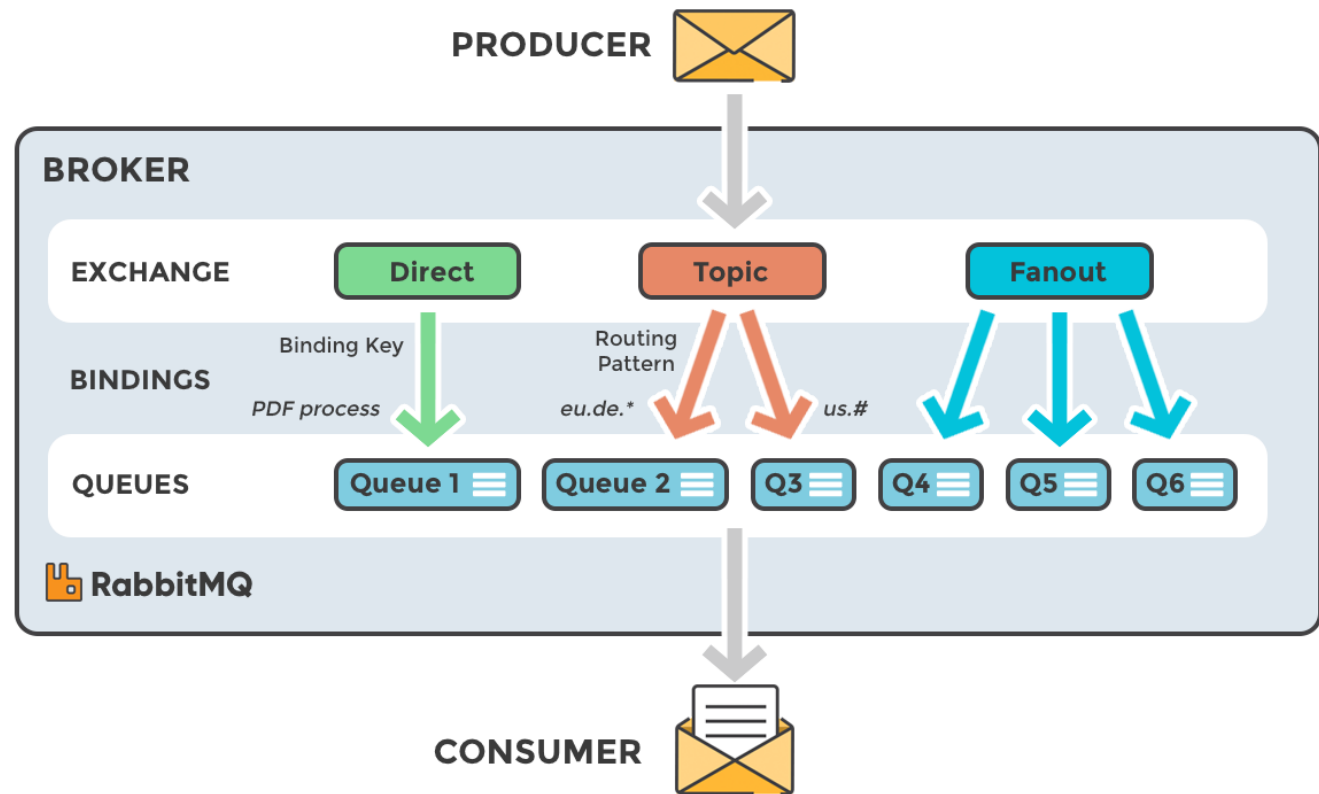 PRODUCER
BROKER
EXCHANGE
Direct
Topic
Fanout
Binding Key
Routing
Pattern
BINDINGS
PDF process
eu.de.*
us.#
QUEUES
Queue 1
Queue 2
Q3
Q4
Q5
Q6
RabbitMQ
CONSUMER